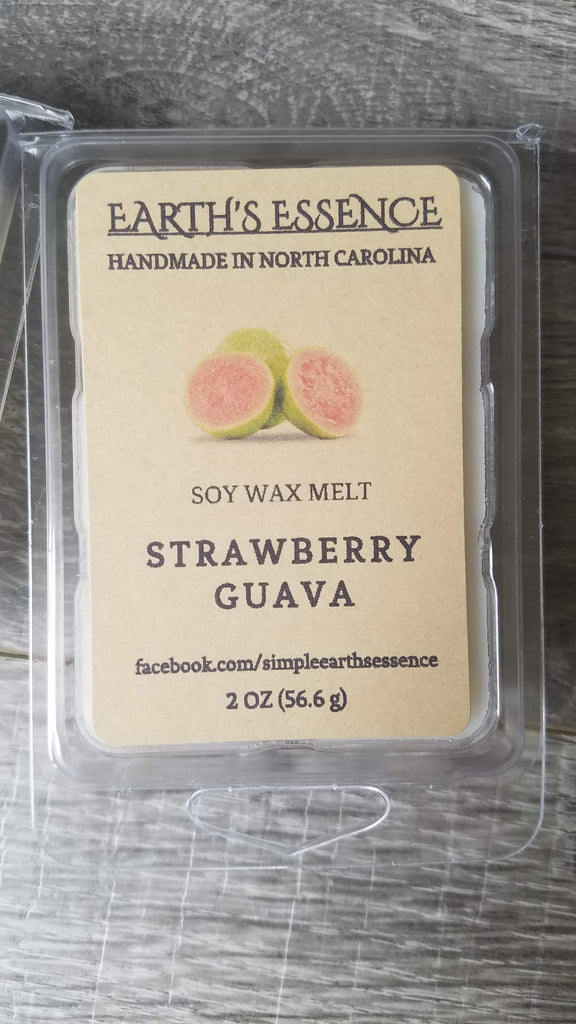 EARTH'S ESSENCE
HANDMADE IN NORTH CAROLINA
SOY WAX MELT
STRAWBERRY
GUAVA
facebook.com/simpleearthsessence
2 OZ (56.6 g)